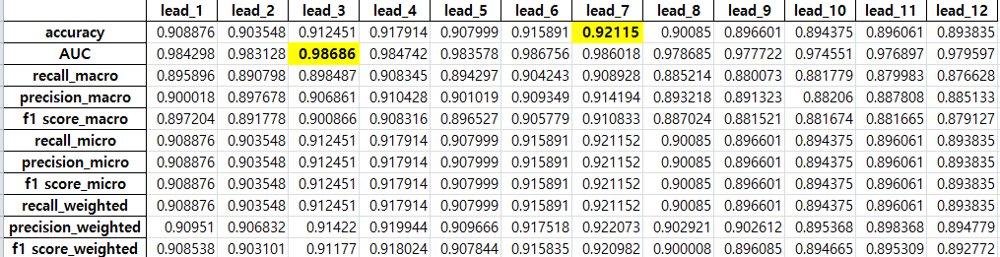 lead_1 lead_2 lead_3 lead_4 lead_5 lead_6 lead_7 lead_8 lead_9 lead_10 lead_11 lead_12
accuracy 0.908876 0.903548 0.912451 0.917914 0.907999 0.915891 0.92115 0.90085 0.896601 0.894375 0.896061 0.893835
AUC 0.984298 0.983128 0.98686 0.984742 0.983578 0.986756 0.986018 0.978685 0.977722 0.974551 0.976897 0.979597
recall_macro 0.895896 0.890798 0.898487 0.908345 0.894297 0.904243 0.908928 0.885214 0.880073 0.881779 0.879983 0.876628
precision_macro 0.900018 0.897678 0.906861 0.910428 0.901019 0.909349 0.914194 0.893218 0.891323 0.88206 0.887808 0.885133
f1 score_macro 0.897204 0.891778 0.900866 0.908316 0.896527 0.905779 0.910833 0.887024 0.881521 0.881674 0.881665 0.879127
recall_micro 0.908876 0.903548 0.912451 0.917914 0.907999 0.915891 0.921152 0.90085 0.896601 0.894375 0.896061 0.893835
precision_micro 0.908876 0.903548 0.912451 0.917914 0.907999 0.915891 0.921152 0.90085 0.896601 0.894375 0.896061 0.893835
f1 score_micro 0.908876 0.903548 0.912451 0.917914 0.907999 0.915891 0.921152 0.90085 0.896601 0.894375 0.896061 0.893835
recall_weighted 0.908876 0.903548 0.912451 0.917914 0.907999 0.915891 0.921152 0.90085 0.896601 0.894375 0.896061 0.893835
precision_weighted 0.90951 0.906832 0.91422 0.919944 0.909666 0.917518 0.922073 0.902921 0.902612 0.895368 0.898368 0.894779
f1 score_weighted 0.908538 0.903101 0.91177 0.918024 0.907844 0.915835 0.920982 0.900008 0.896085 0.894665 0.895309 0.892772